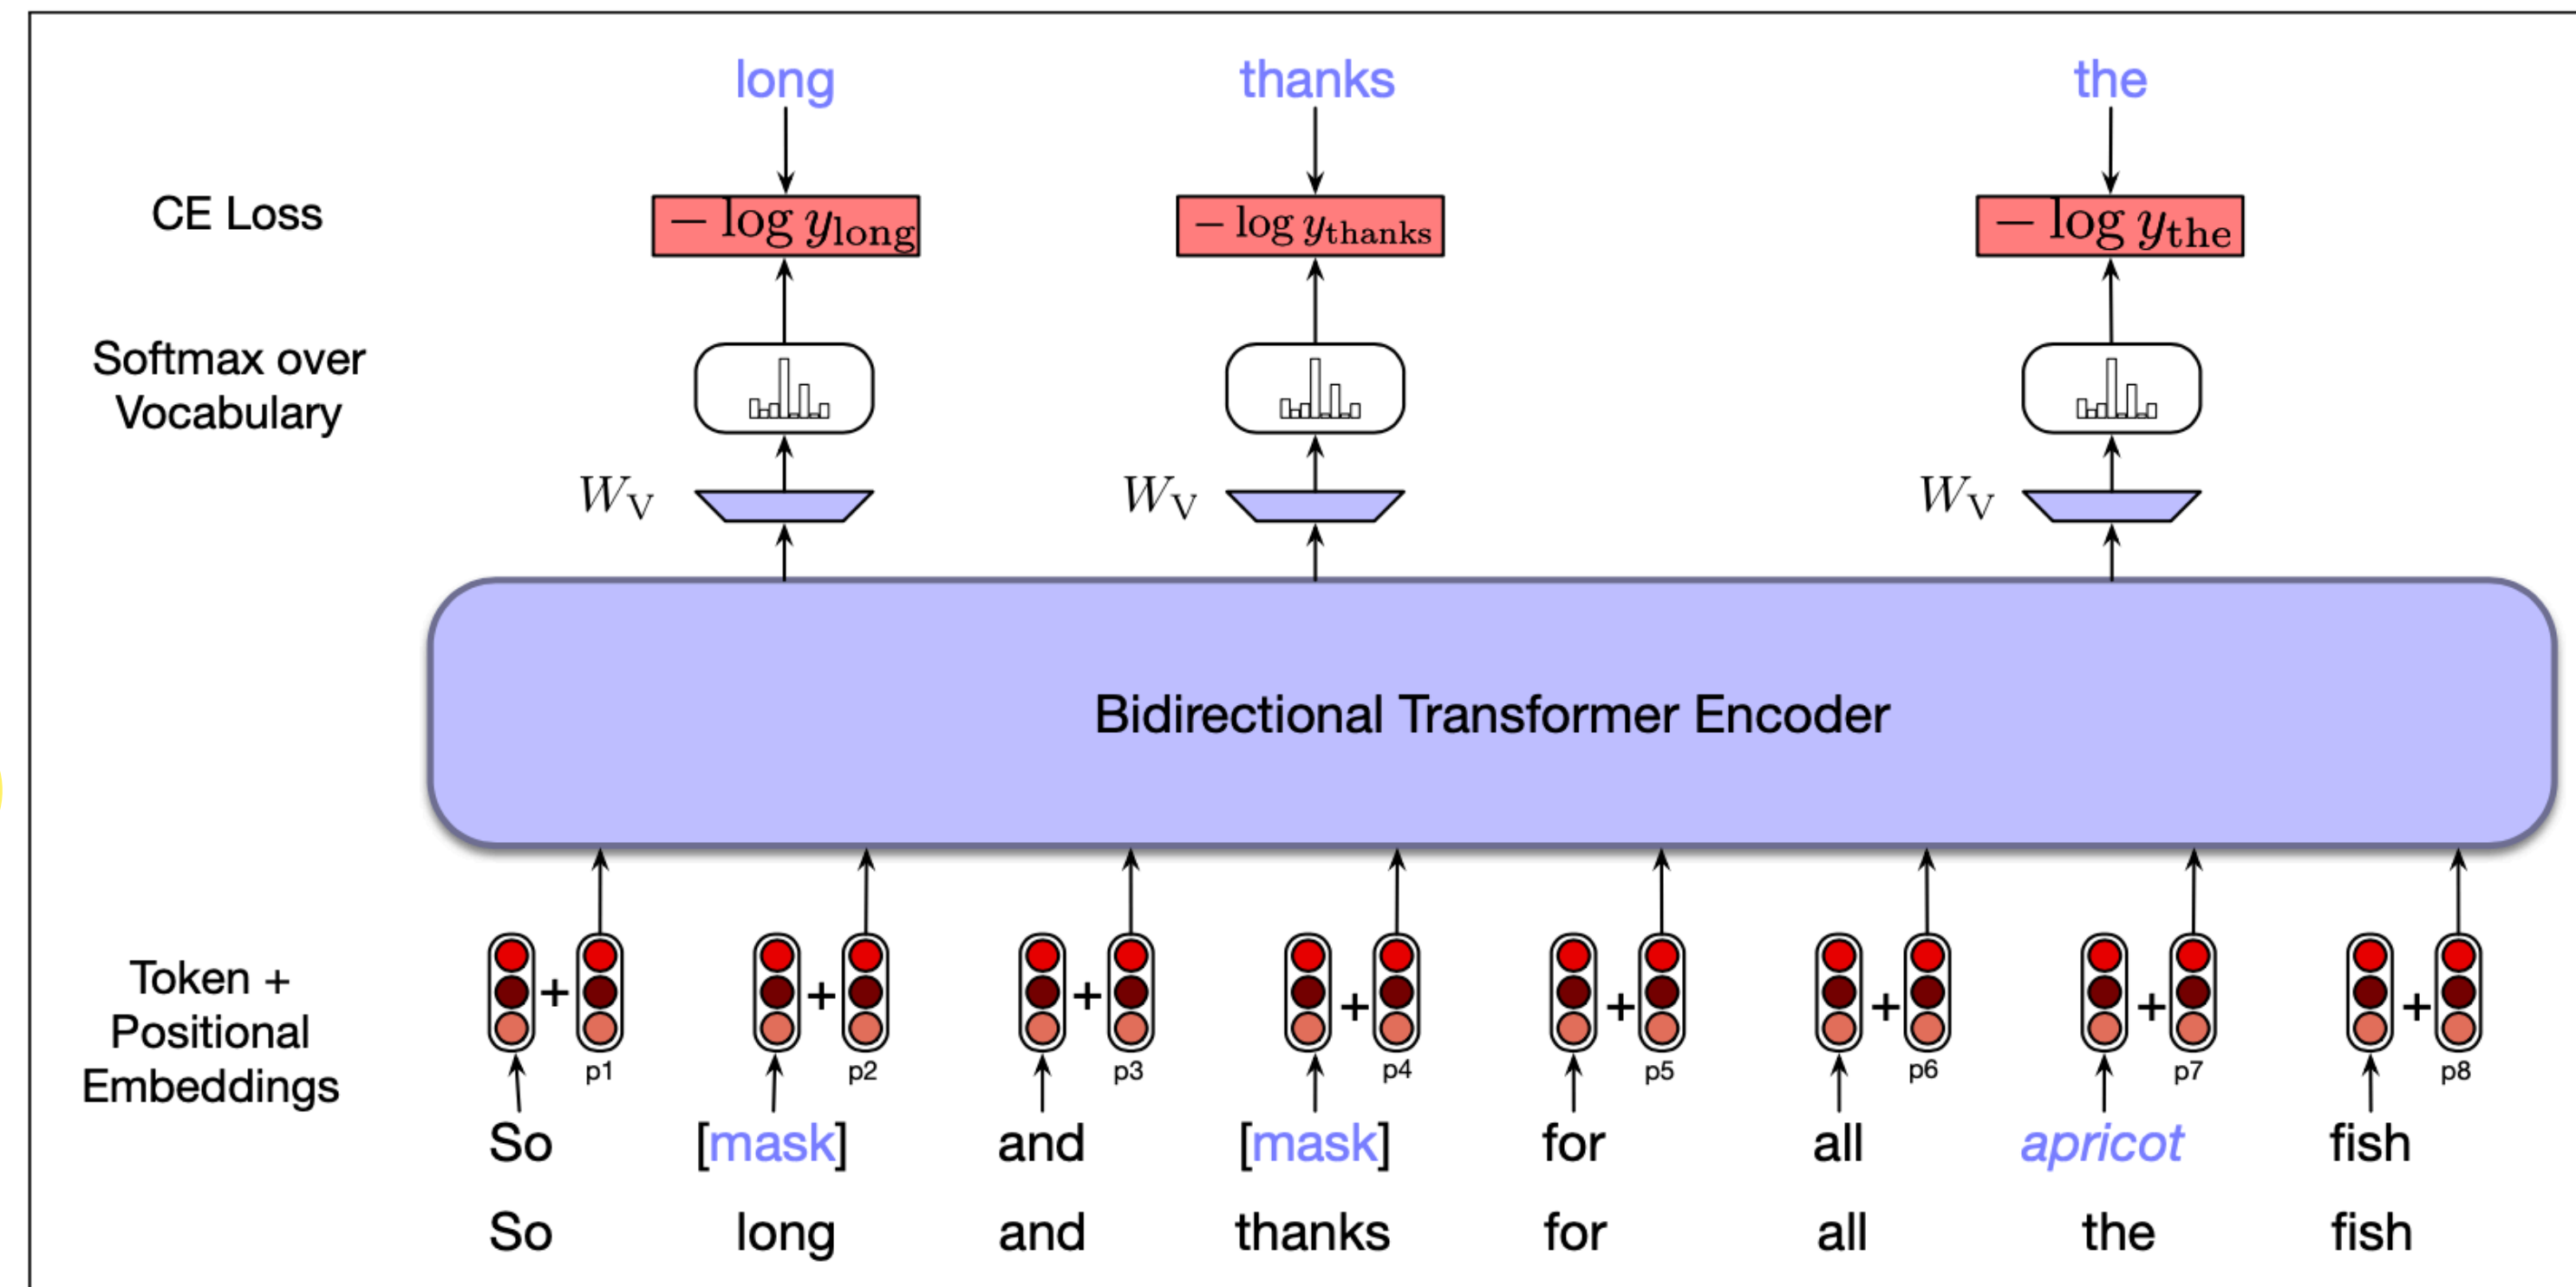 long thanks the
CE Loss
− log y_long − log y_thanks − log y_the
Softmax over
Vocabulary
W_V W_V W_V
Bidirectional Transformer Encoder
Token +
Positional
Embeddings
+ + + + + + + +
p1 p2 p3 p4 p5 p6 p7 p8
So [mask] and [mask] for all apricot fish
So long and thanks for all the fish